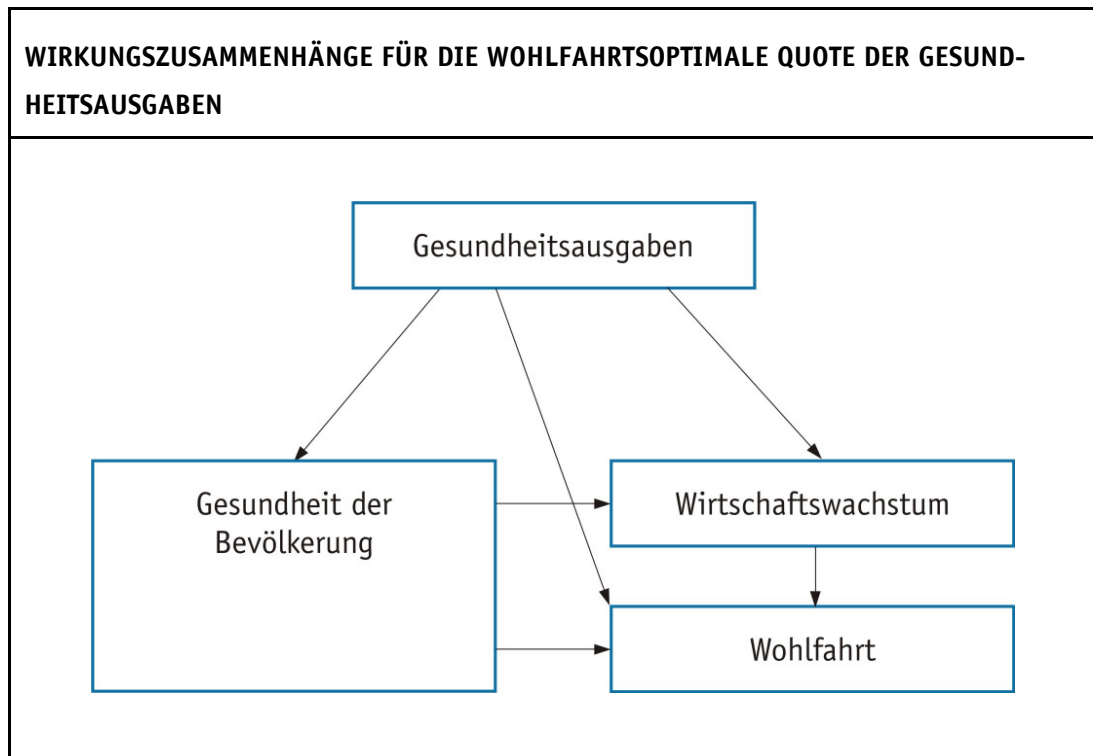 WIRKUNGSZUSAMMENHÄNGE FÜR DIE WOHLFAHRTSOPTIMALE QUOTE DER GESUND-
HEITSAUSGABEN
Gesundheitsausgaben
Gesundheit der
Bevölkerung
Wirtschaftswachstum
Wohlfahrt